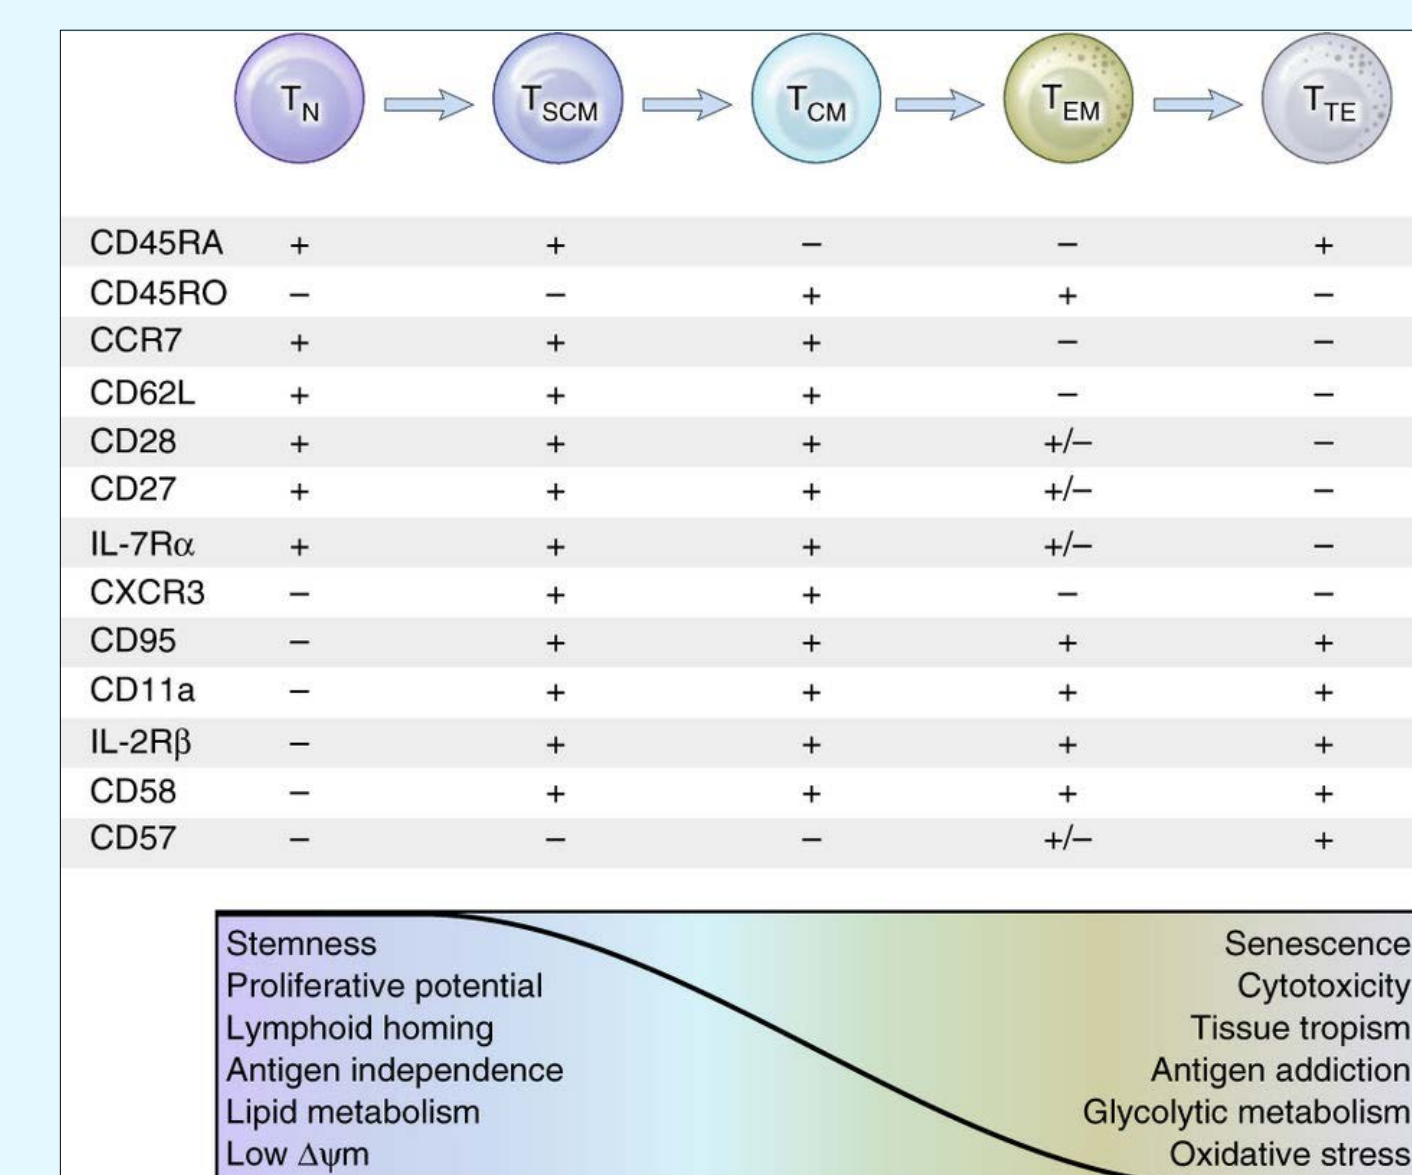 TN TSCM TCM TEM TTE
CD45RA + + − − +
CD45RO − − + + −
CCR7 + + + − −
CD62L + + + − −
CD28 + + + +/− −
CD27 + + + +/− −
IL-7Rα + + + +/− −
CXCR3 − + + − −
CD95 − + + + +
CD11a − + + + +
IL-2Rβ − + + + +
CD58 − + + + +
CD57 − − − +/− +
Stemness Senescence
Proliferative potential Cytotoxicity
Lymphoid homing Tissue tropism
Antigen independence Antigen addiction
Lipid metabolism Glycolytic metabolism
Low Δψm Oxidative stress